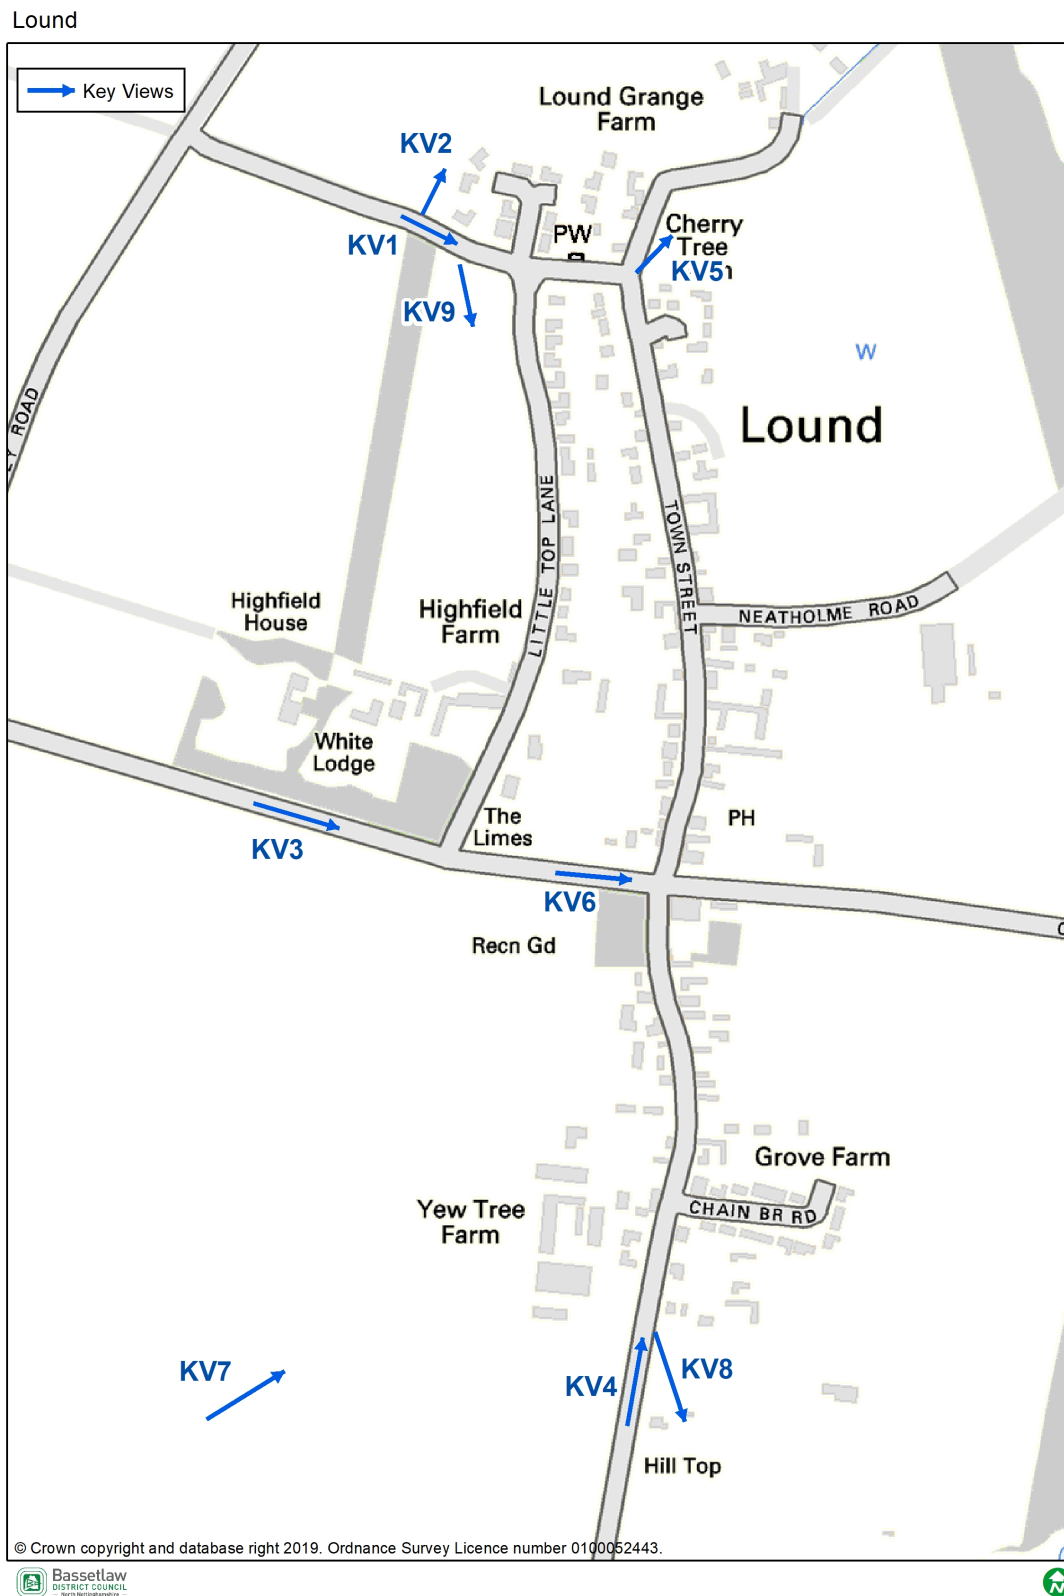 Lound
Key Views
Lound Grange
Farm
KV2
Cherry
Tree
PW
KV1
KV5
KV9
W
ROAD
Lound
LITTLE TOP LANE
TOWN STREET
NEATHOLME ROAD
Highfield
House
Highfield
Farm
White
Lodge
The
Limes
PH
KV3
KV6
Recn Gd
Grove Farm
CHAIN BR RD
Yew Tree
Farm
KV7
KV4
KV8
Hill Top
© Crown copyright and database right 2019. Ordnance Survey Licence number 0100052443.
Bassetlaw
DISTRICT COUNCIL
North Nottinghamshire